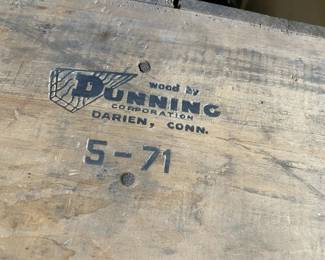 wood by
DUNNING
CORPORATION
DARIEN, CONN.
5-71